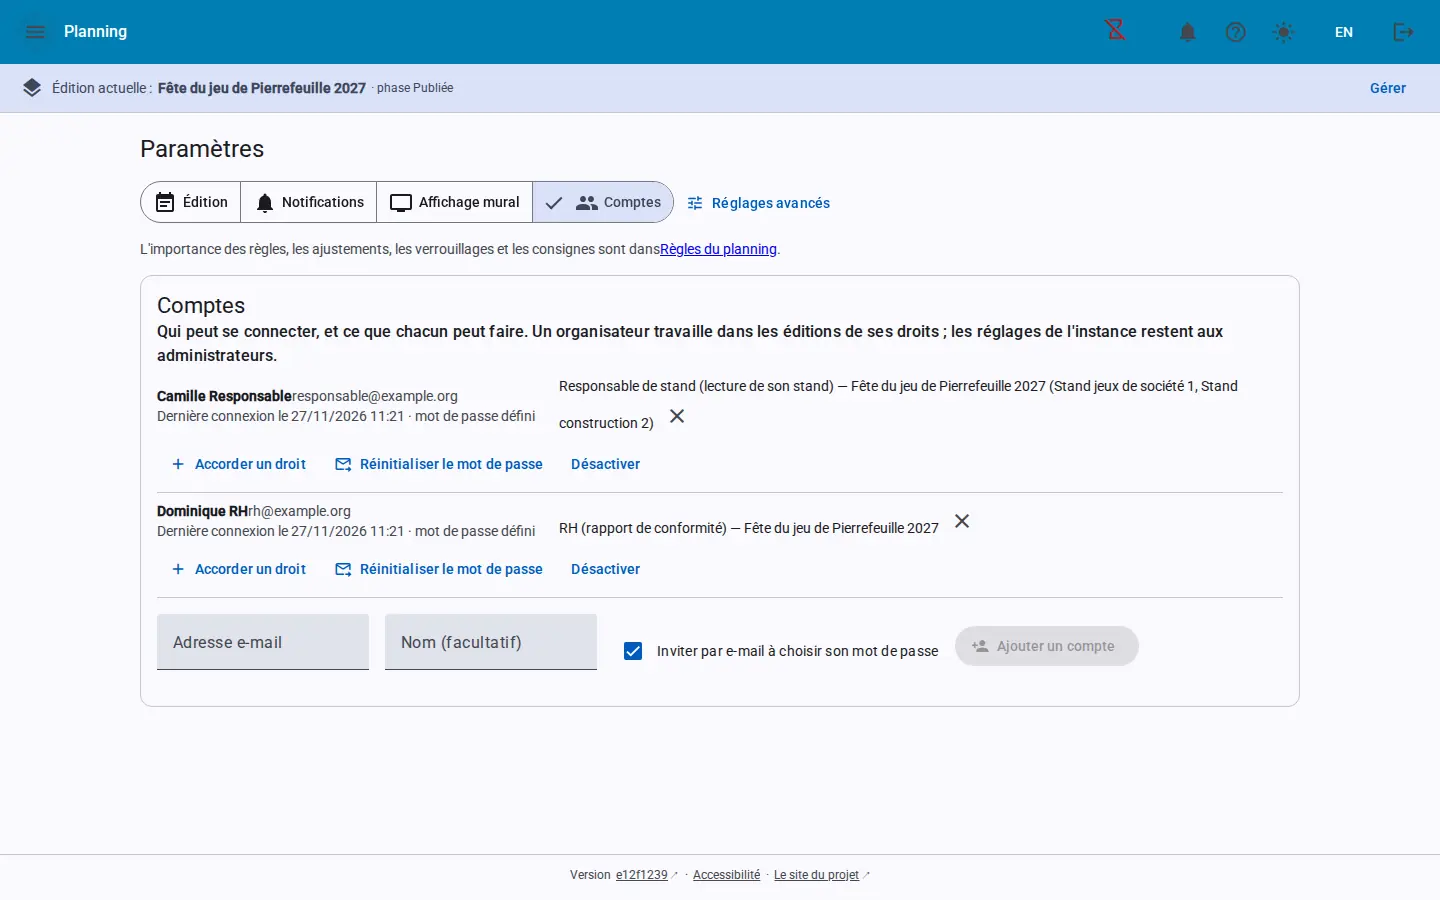 Planning
EN
Édition actuelle : Fête du jeu de Pierrefeuille 2027 · phase Publiée
Gérer
Paramètres
Édition
Notifications
Affichage mural
Comptes
Réglages avancés
L'importance des règles, les ajustements, les verrouillages et les consignes sont dansRègles du planning.
Comptes
Qui peut se connecter, et ce que chacun peut faire. Un organisateur travaille dans les éditions de ses droits ; les réglages de l'instance restent aux
administrateurs.
Camille Responsableresponsable@example.org
Dernière connexion le 27/11/2026 11:21 · mot de passe défini
Responsable de stand (lecture de son stand) — Fête du jeu de Pierrefeuille 2027 (Stand jeux de société 1, Stand
construction 2)
Accorder un droit
Réinitialiser le mot de passe
Désactiver
Dominique RHrh@example.org
Dernière connexion le 27/11/2026 11:21 · mot de passe défini
RH (rapport de conformité) — Fête du jeu de Pierrefeuille 2027
Accorder un droit
Réinitialiser le mot de passe
Désactiver
Adresse e-mail
Nom (facultatif)
Inviter par e-mail à choisir son mot de passe
Ajouter un compte
Version e12f1239 · Accessibilité · Le site du projet